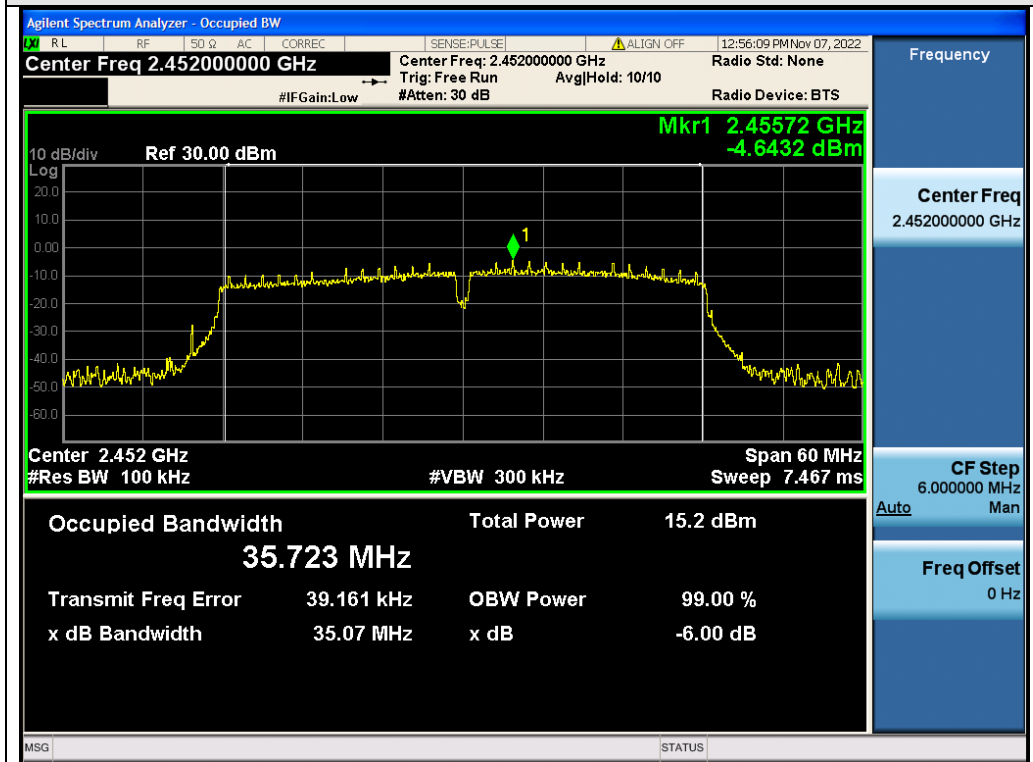 Agilent Spectrum Analyzer - Occupied BW
LXI RL RF 50 Ω AC CORREC SENSE:PULSE ALIGN OFF 12:56:09 PM Nov 07, 2022
Center Freq 2.452000000 GHz
Center Freq: 2.452000000 GHz
Radio Std: None
Trig: Free Run Avg|Hold: 10/10
#IFGain:Low #Atten: 30 dB Radio Device: BTS
Mkr1 2.45572 GHz
-4.6432 dBm
10 dB/div Ref 30.00 dBm
Log
20.0
10.0
0.00
-10.0
-20.0
-30.0
-40.0
-50.0
-60.0
1
Center 2.452 GHz Span 60 MHz
#Res BW 100 kHz #VBW 300 kHz Sweep 7.467 ms
Occupied Bandwidth Total Power 15.2 dBm
35.723 MHz
Transmit Freq Error 39.161 kHz OBW Power 99.00 %
x dB Bandwidth 35.07 MHz x dB -6.00 dB
Frequency
Center Freq
2.452000000 GHz
CF Step
6.000000 MHz
Auto Man
Freq Offset
0 Hz
MSG STATUS